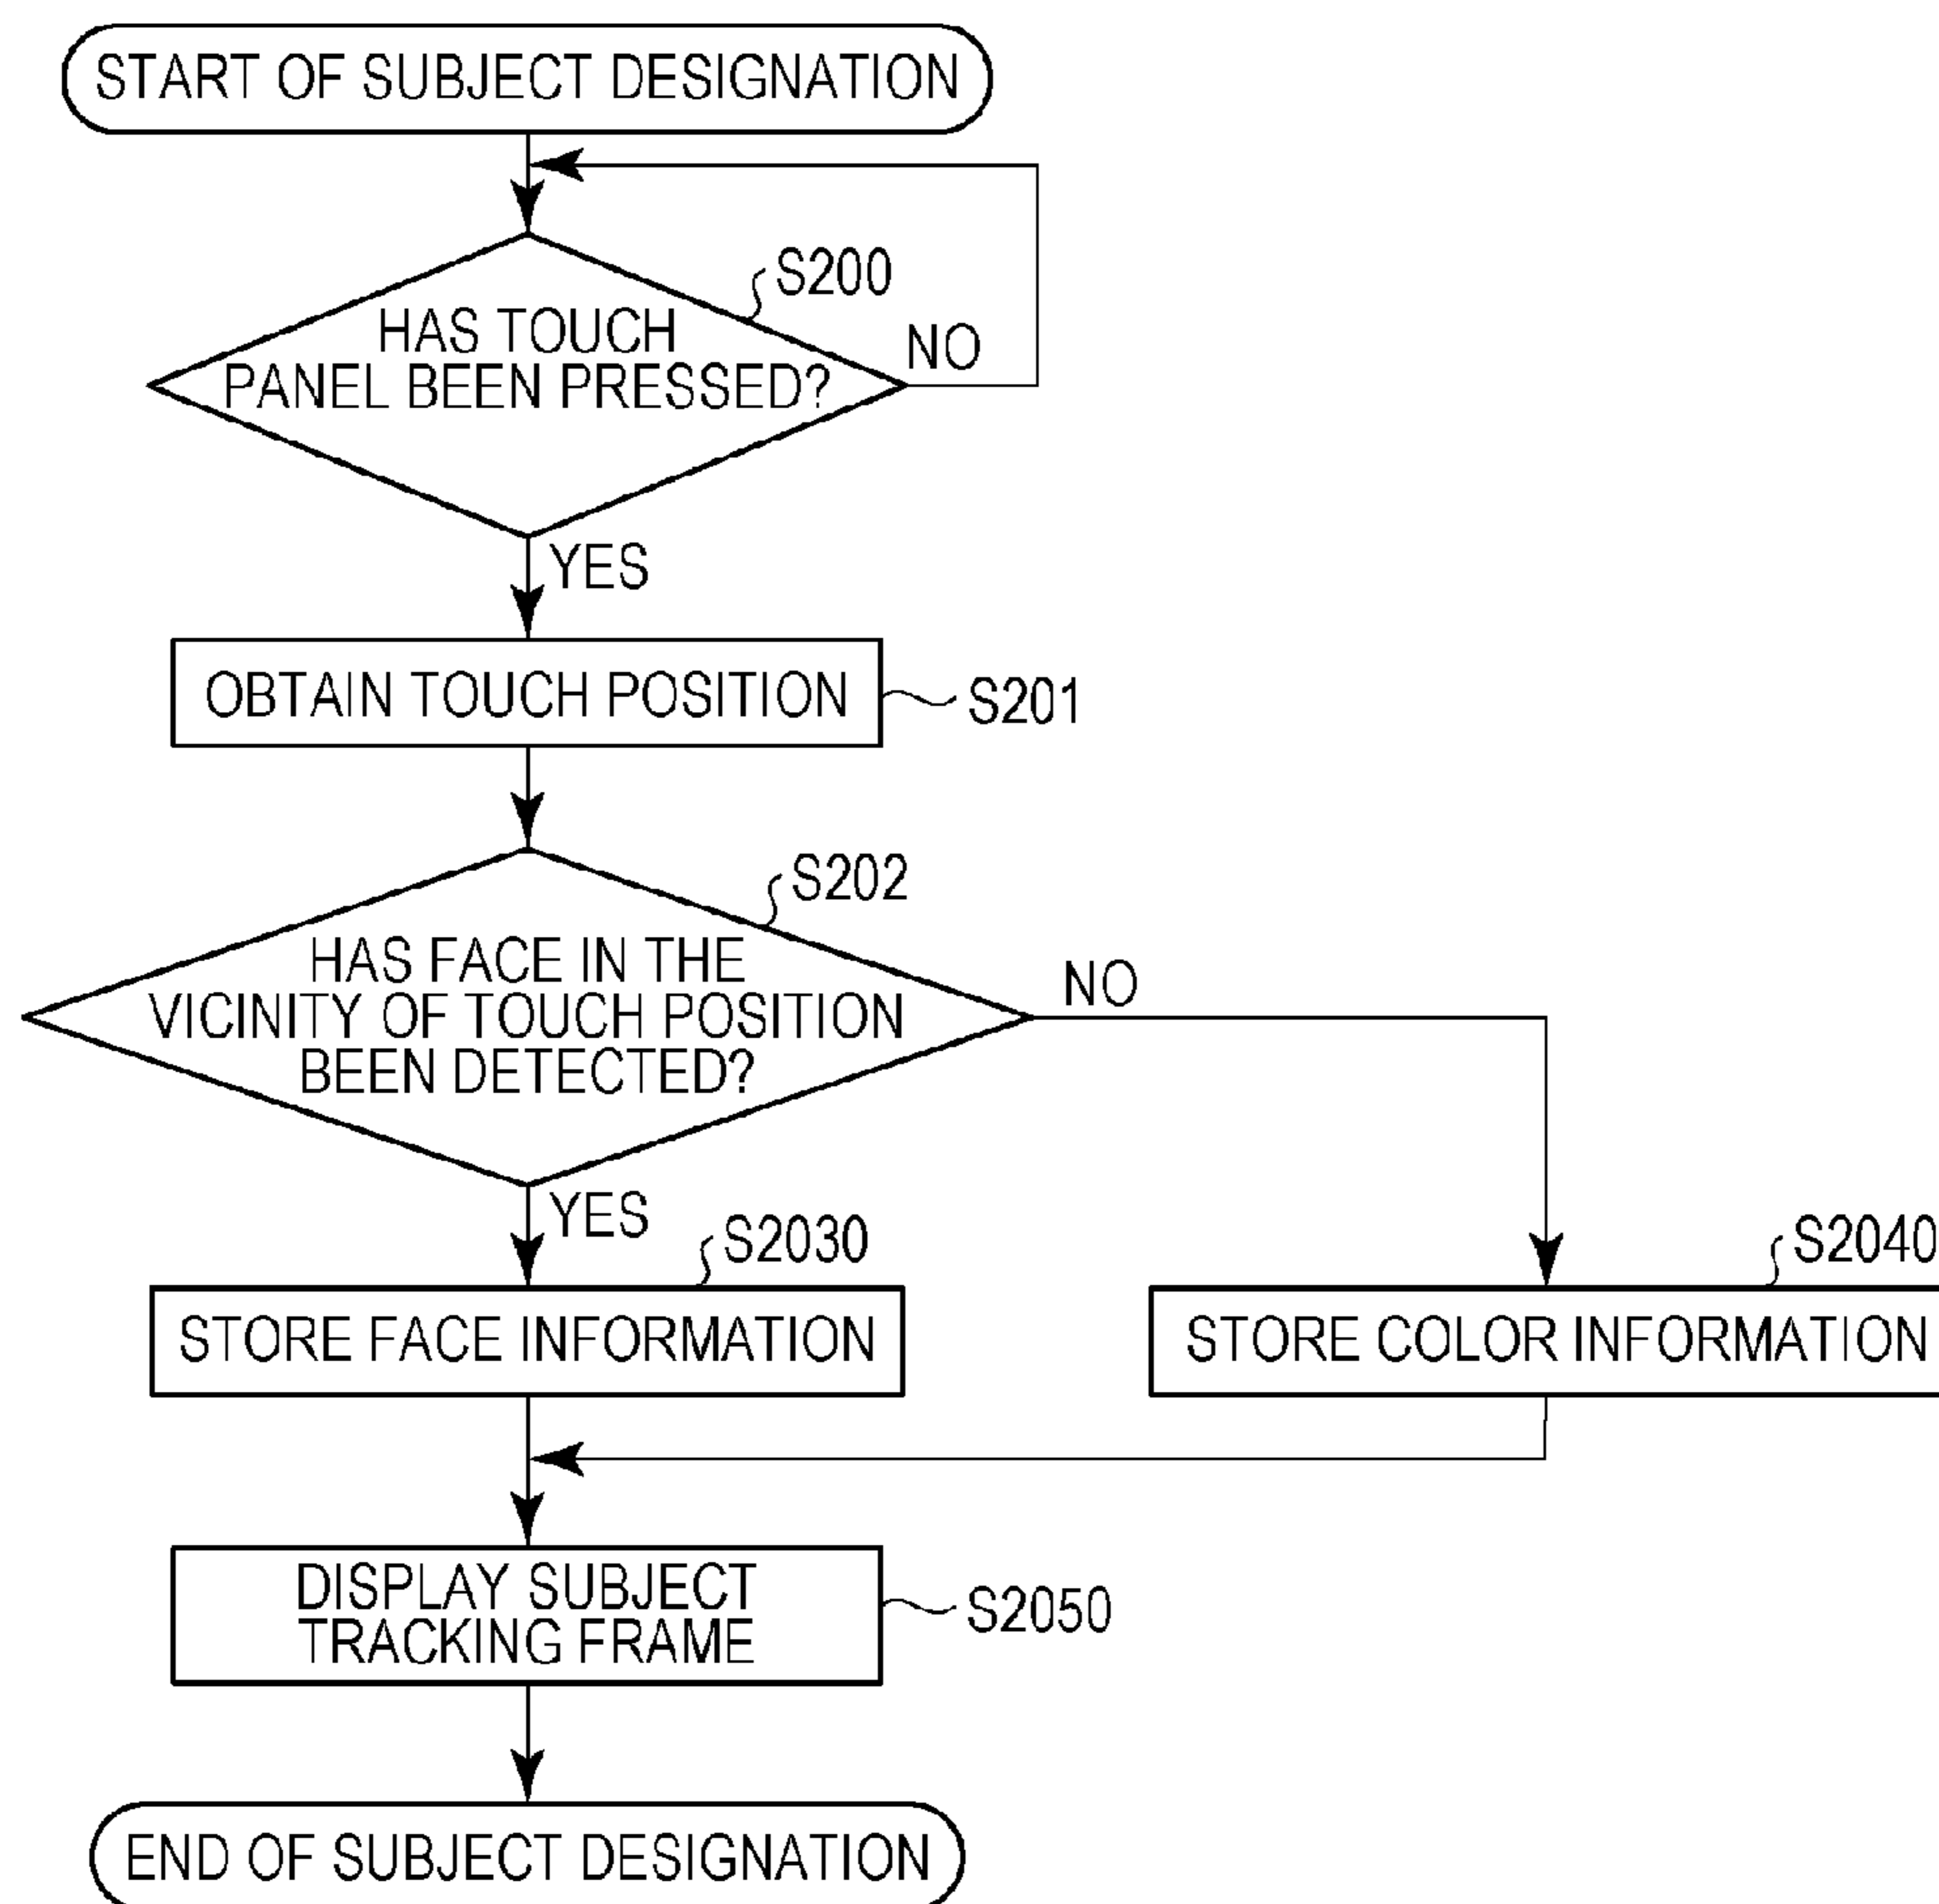 START OF SUBJECT DESIGNATION
S200
HAS TOUCH
PANEL BEEN PRESSED?
NO
YES
OBTAIN TOUCH POSITION
S201
S202
HAS FACE IN THE
VICINITY OF TOUCH POSITION
BEEN DETECTED?
NO
YES
S2030
STORE FACE INFORMATION
S2040
STORE COLOR INFORMATION
DISPLAY SUBJECT
TRACKING FRAME
S2050
END OF SUBJECT DESIGNATION